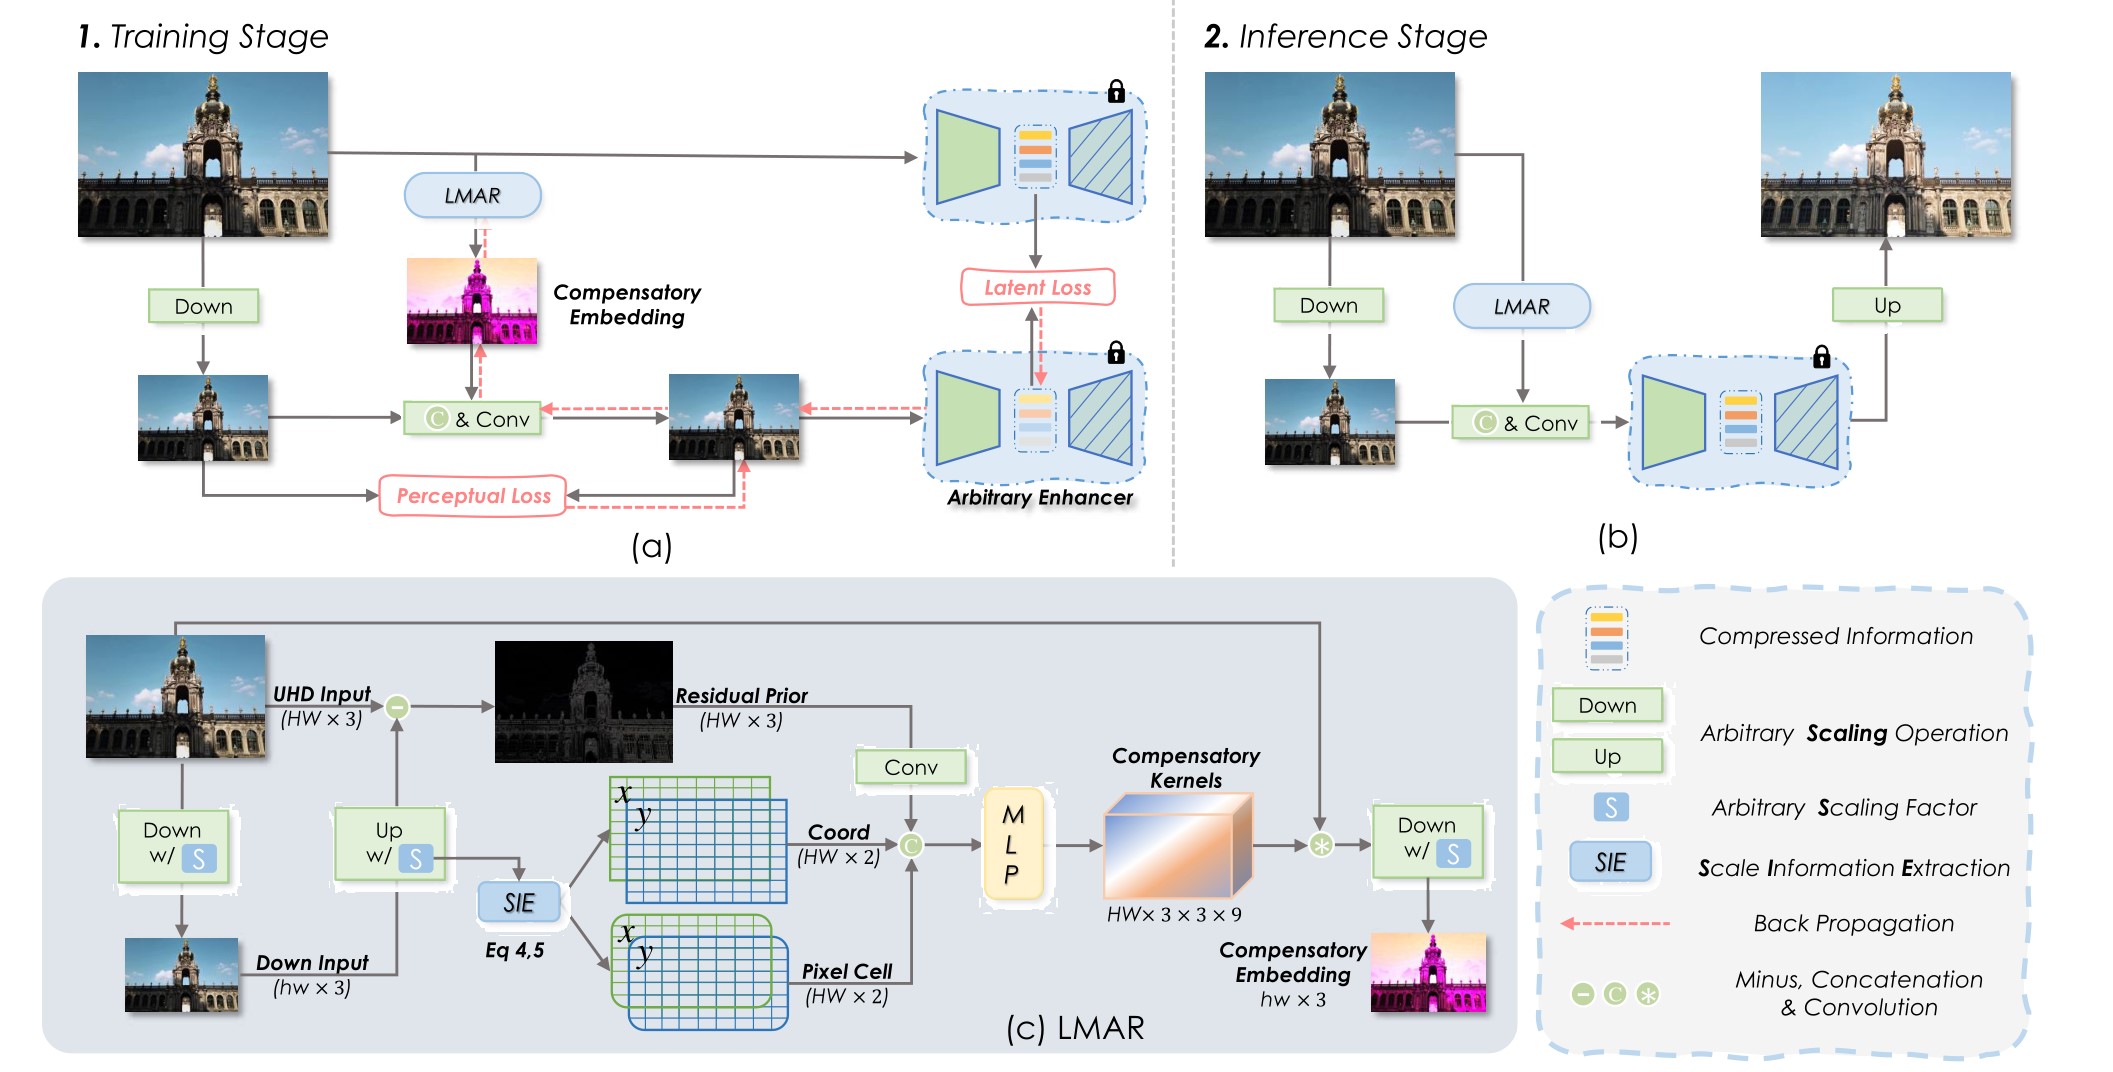 1. Training Stage
LMAR
Compensatory
Embedding
Down
C & Conv
Latent Loss
Perceptual Loss
Arbitrary Enhancer
(a)
2. Inference Stage
Down
LMAR
Up
C & Conv
(b)
UHD Input
(HW × 3)
−
Residual Prior
(HW × 3)
Conv
Down
w/ S
Up
w/ S
SIE
Eq 4,5
Down Input
(hw × 3)
x
y
Coord
(HW × 2)
x
y
Pixel Cell
(HW × 2)
C
M
L
P
Compensatory
Kernels
HW× 3 × 3 × 9
*
Down
w/ S
Compensatory
Embedding
hw × 3
(c) LMAR
Compressed Information
Down
Up
Arbitrary Scaling Operation
S
Arbitrary Scaling Factor
SIE
Scale Information Extraction
Back Propagation
− C *
Minus, Concatenation
& Convolution